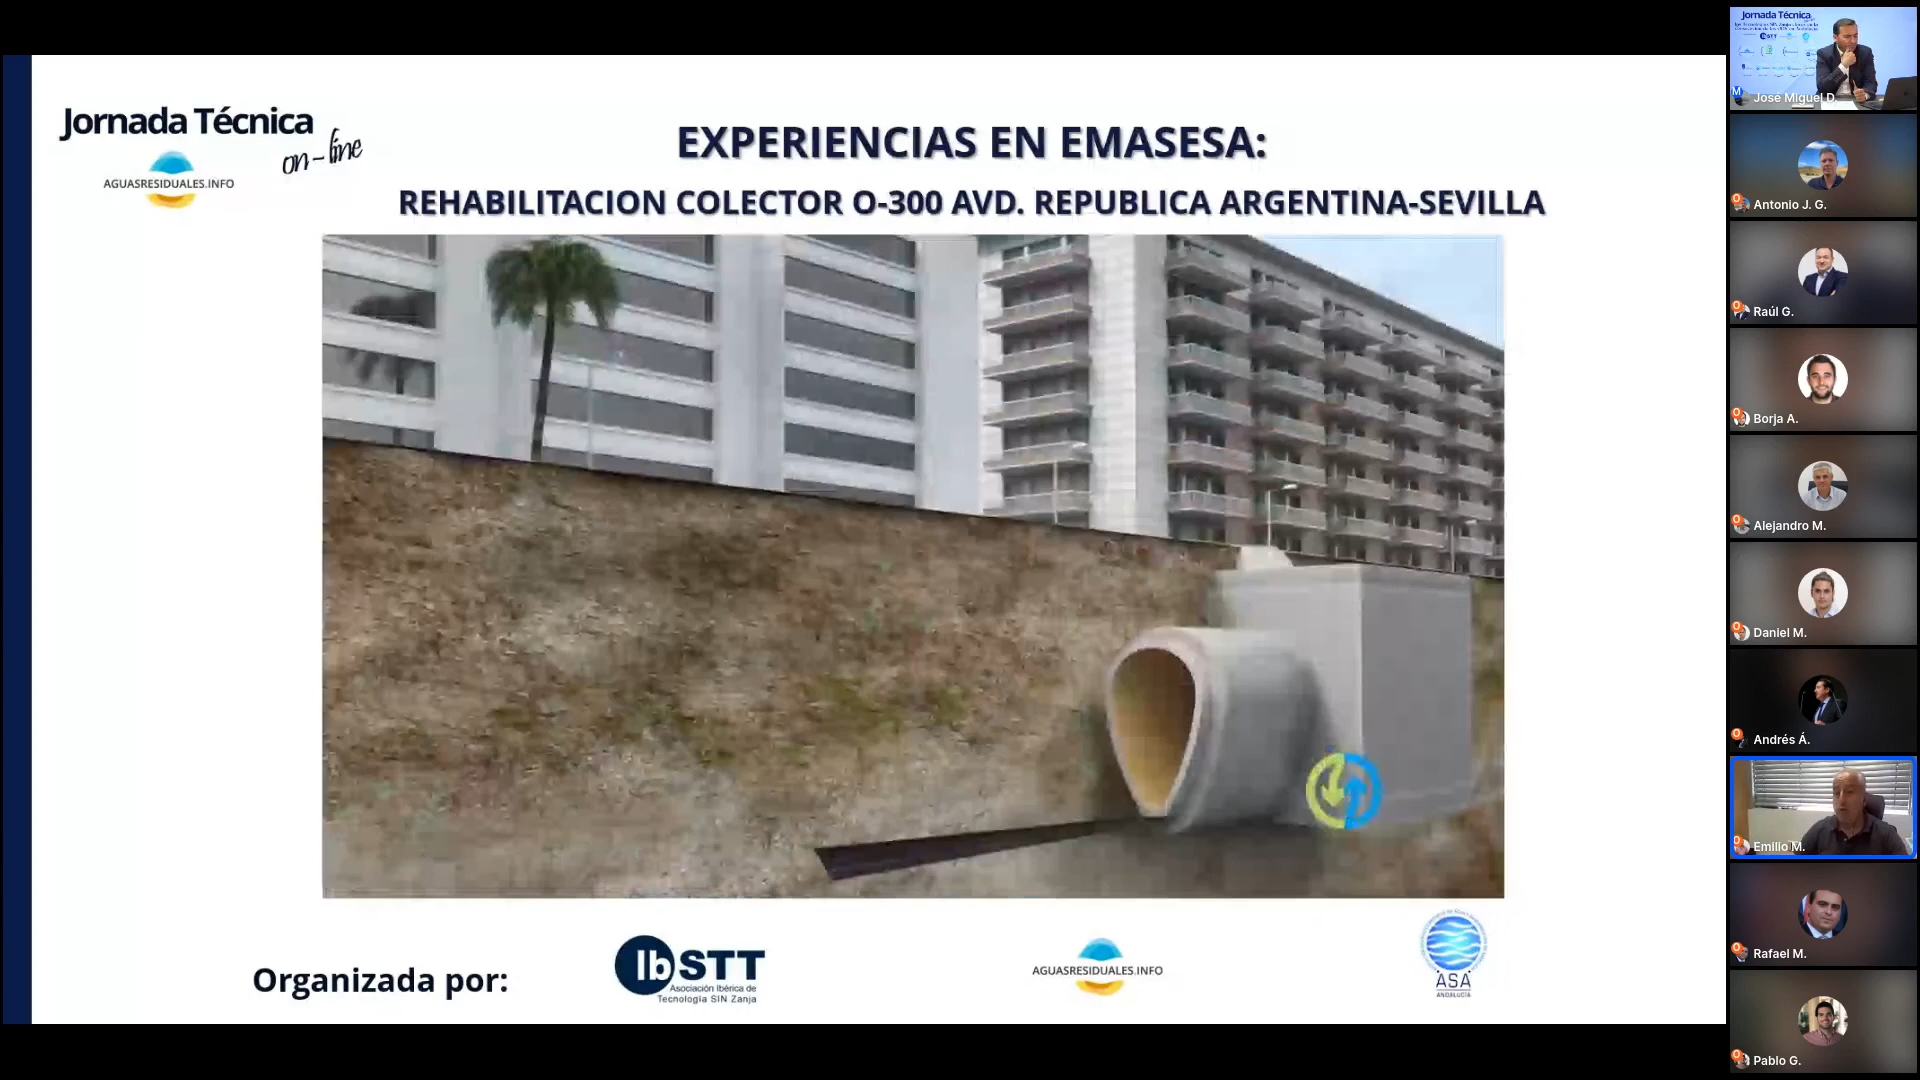 Jornada Técnica
on-line
AGUASRESIDUALES.INFO
EXPERIENCIAS EN EMASESA:
REHABILITACION COLECTOR O-300 AVD. REPUBLICA ARGENTINA-SEVILLA
Organizada por:
IbSTT
Asociación Ibérica de
Tecnología SIN Zanja
AGUASRESIDUALES.INFO
ASA
ANDALUCÍA
Jornada Técnica
José Miguel D.
Antonio J. G.
Raúl G.
Borja A.
Alejandro M.
Daniel M.
Andrés Á.
Emilio M.
Rafael M.
Pablo G.